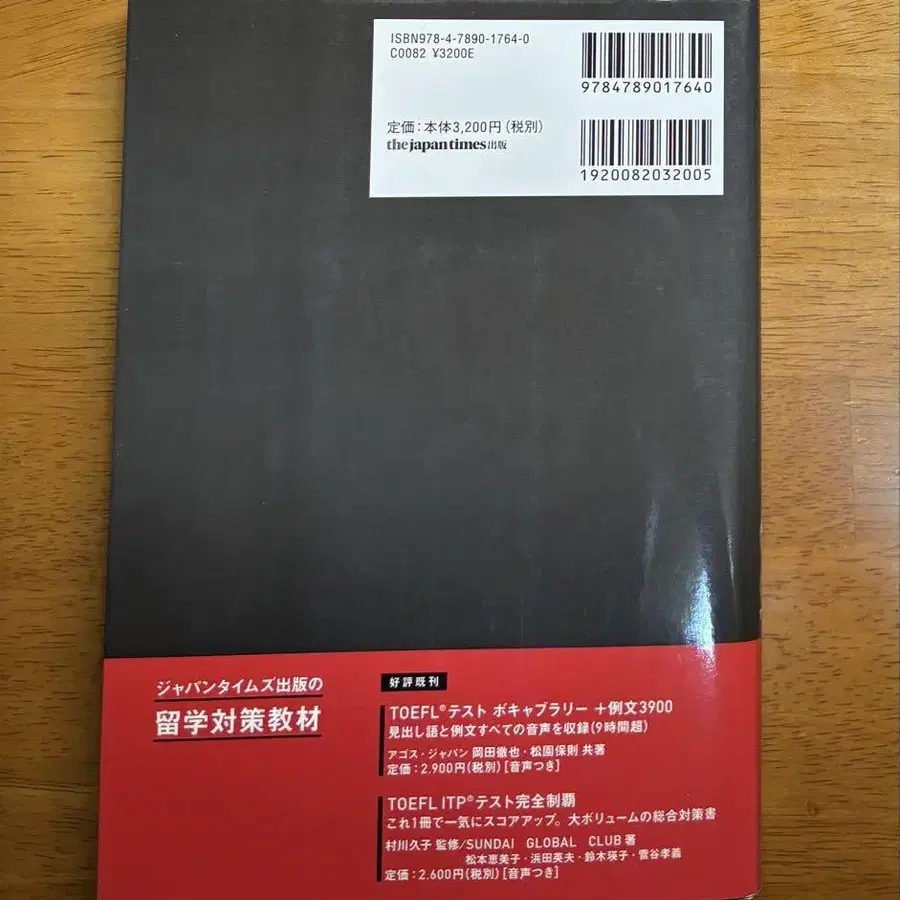 ISBN978-4-7890-1764-0
C0082 ¥3200E
9784789017640
定価：本体3,200円（税別）
the japan times 出版
1920082032005
ジャパンタイムズ出版の
留学対策教材
好評既刊
TOEFL®テスト ボキャブラリー ＋例文3900
見出し語と例文すべての音声を収録（9時間超）
アゴス・ジャパン 岡田徹也・松園保則 共著
定価：2,900円（税別）［音声つき］
TOEFL ITP®テスト完全制覇
これ1冊で一気にスコアアップ。大ボリュームの総合対策書
村川久子 監修/SUNDAI GLOBAL CLUB 著
松本恵美子・浜田英夫・鈴木瑛子・菅谷孝義
定価：2,600円（税別）［音声つき］